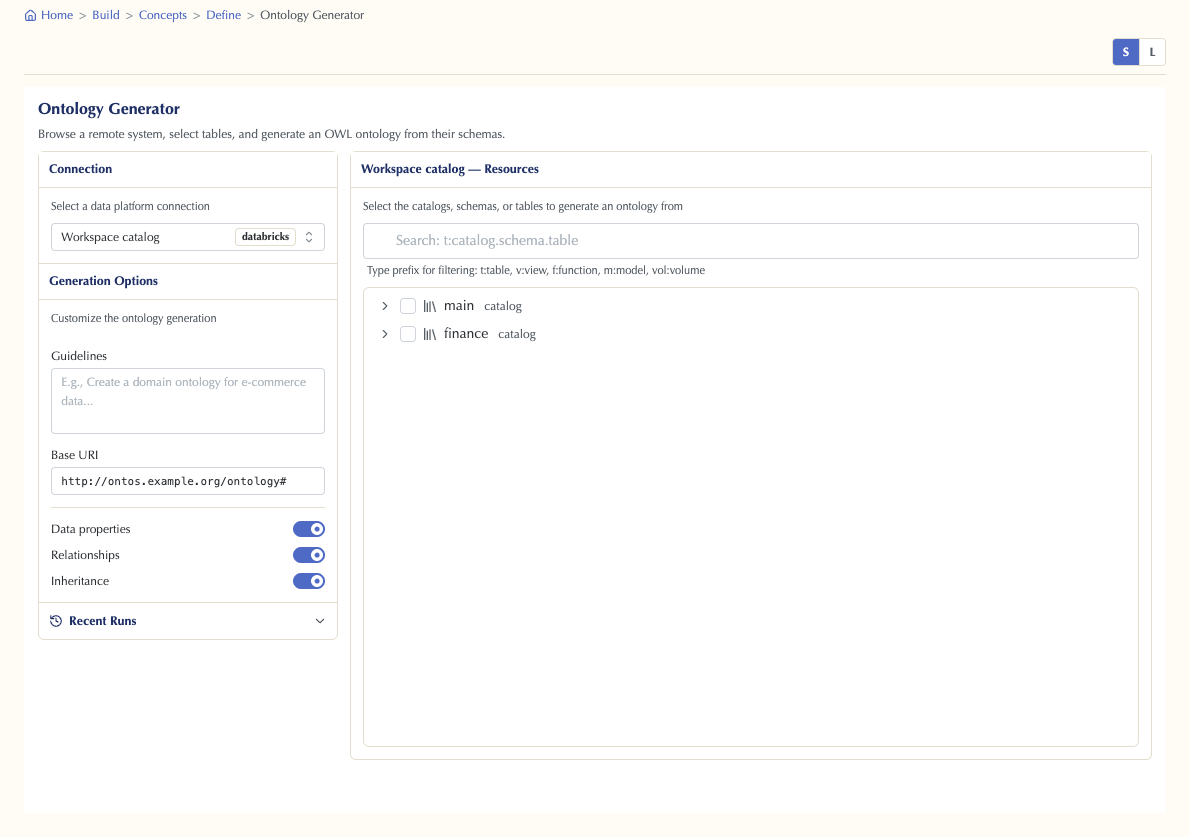 Home > Build > Concepts > Define > Ontology Generator
S L
Ontology Generator
Browse a remote system, select tables, and generate an OWL ontology from their schemas.
Connection
Select a data platform connection
Workspace catalog databricks
Generation Options
Customize the ontology generation
Guidelines
E.g., Create a domain ontology for e-commerce
data...
Base URI
http://ontos.example.org/ontology#
Data properties
Relationships
Inheritance
Recent Runs
Workspace catalog — Resources
Select the catalogs, schemas, or tables to generate an ontology from
Search: t:catalog.schema.table
Type prefix for filtering: t:table, v:view, f:function, m:model, vol:volume
main catalog
finance catalog